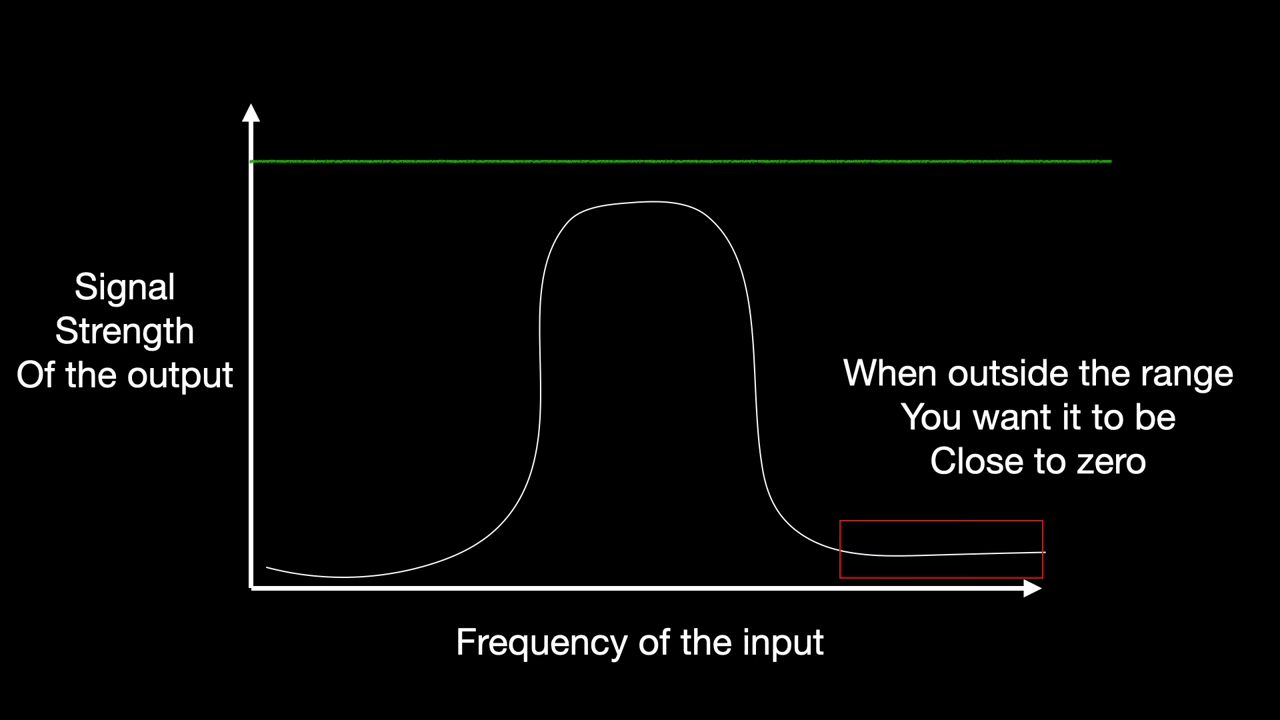 Signal
Strength
Of the output
When outside the range
You want it to be
Close to zero
Frequency of the input